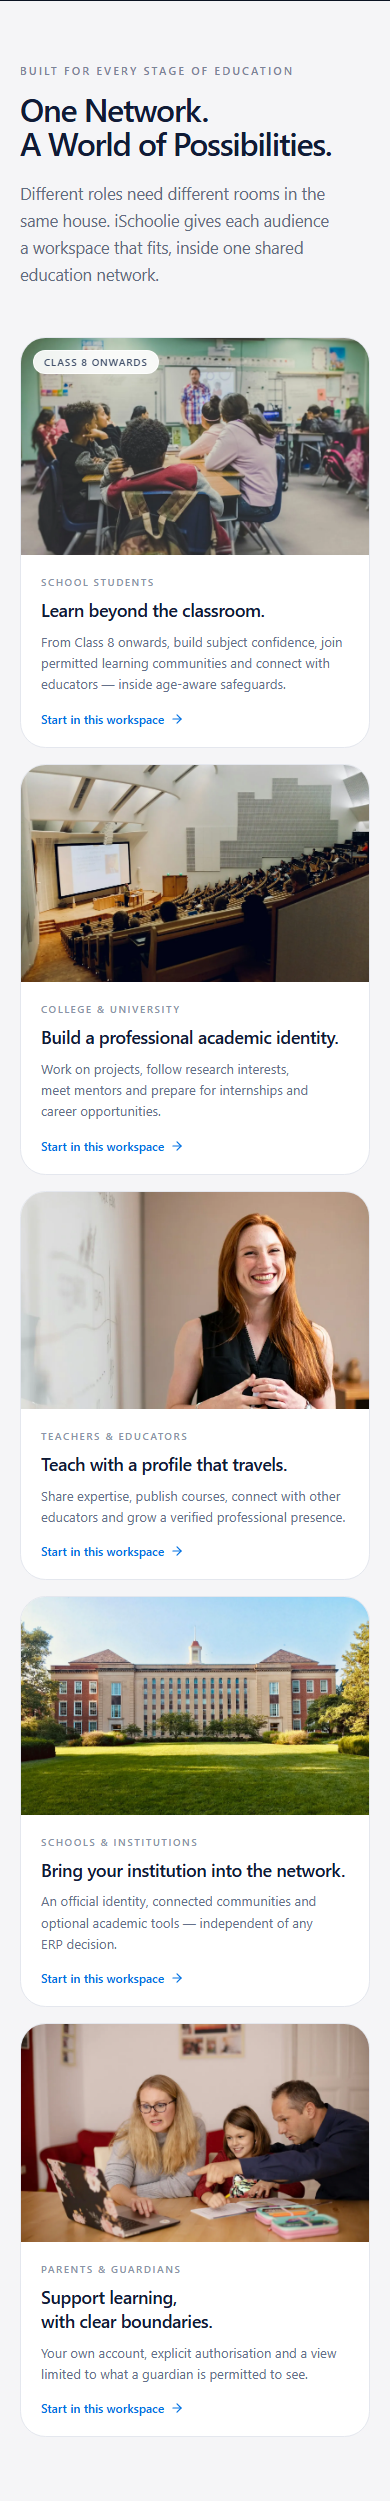 BUILT FOR EVERY STAGE OF EDUCATION
One Network.
A World of Possibilities.
Different roles need different rooms in the
same house. iSchoolie gives each audience
a workspace that fits, inside one shared
education network.
CLASS 8 ONWARDS
SCHOOL STUDENTS
Learn beyond the classroom.
From Class 8 onwards, build subject confidence, join
permitted learning communities and connect with
educators — inside age-aware safeguards.
Start in this workspace →
COLLEGE & UNIVERSITY
Build a professional academic identity.
Work on projects, follow research interests,
meet mentors and prepare for internships and
career opportunities.
Start in this workspace →
TEACHERS & EDUCATORS
Teach with a profile that travels.
Share expertise, publish courses, connect with other
educators and grow a verified professional presence.
Start in this workspace →
SCHOOLS & INSTITUTIONS
Bring your institution into the network.
An official identity, connected communities and
optional academic tools — independent of any
ERP decision.
Start in this workspace →
PARENTS & GUARDIANS
Support learning,
with clear boundaries.
Your own account, explicit authorisation and a view
limited to what a guardian is permitted to see.
Start in this workspace →